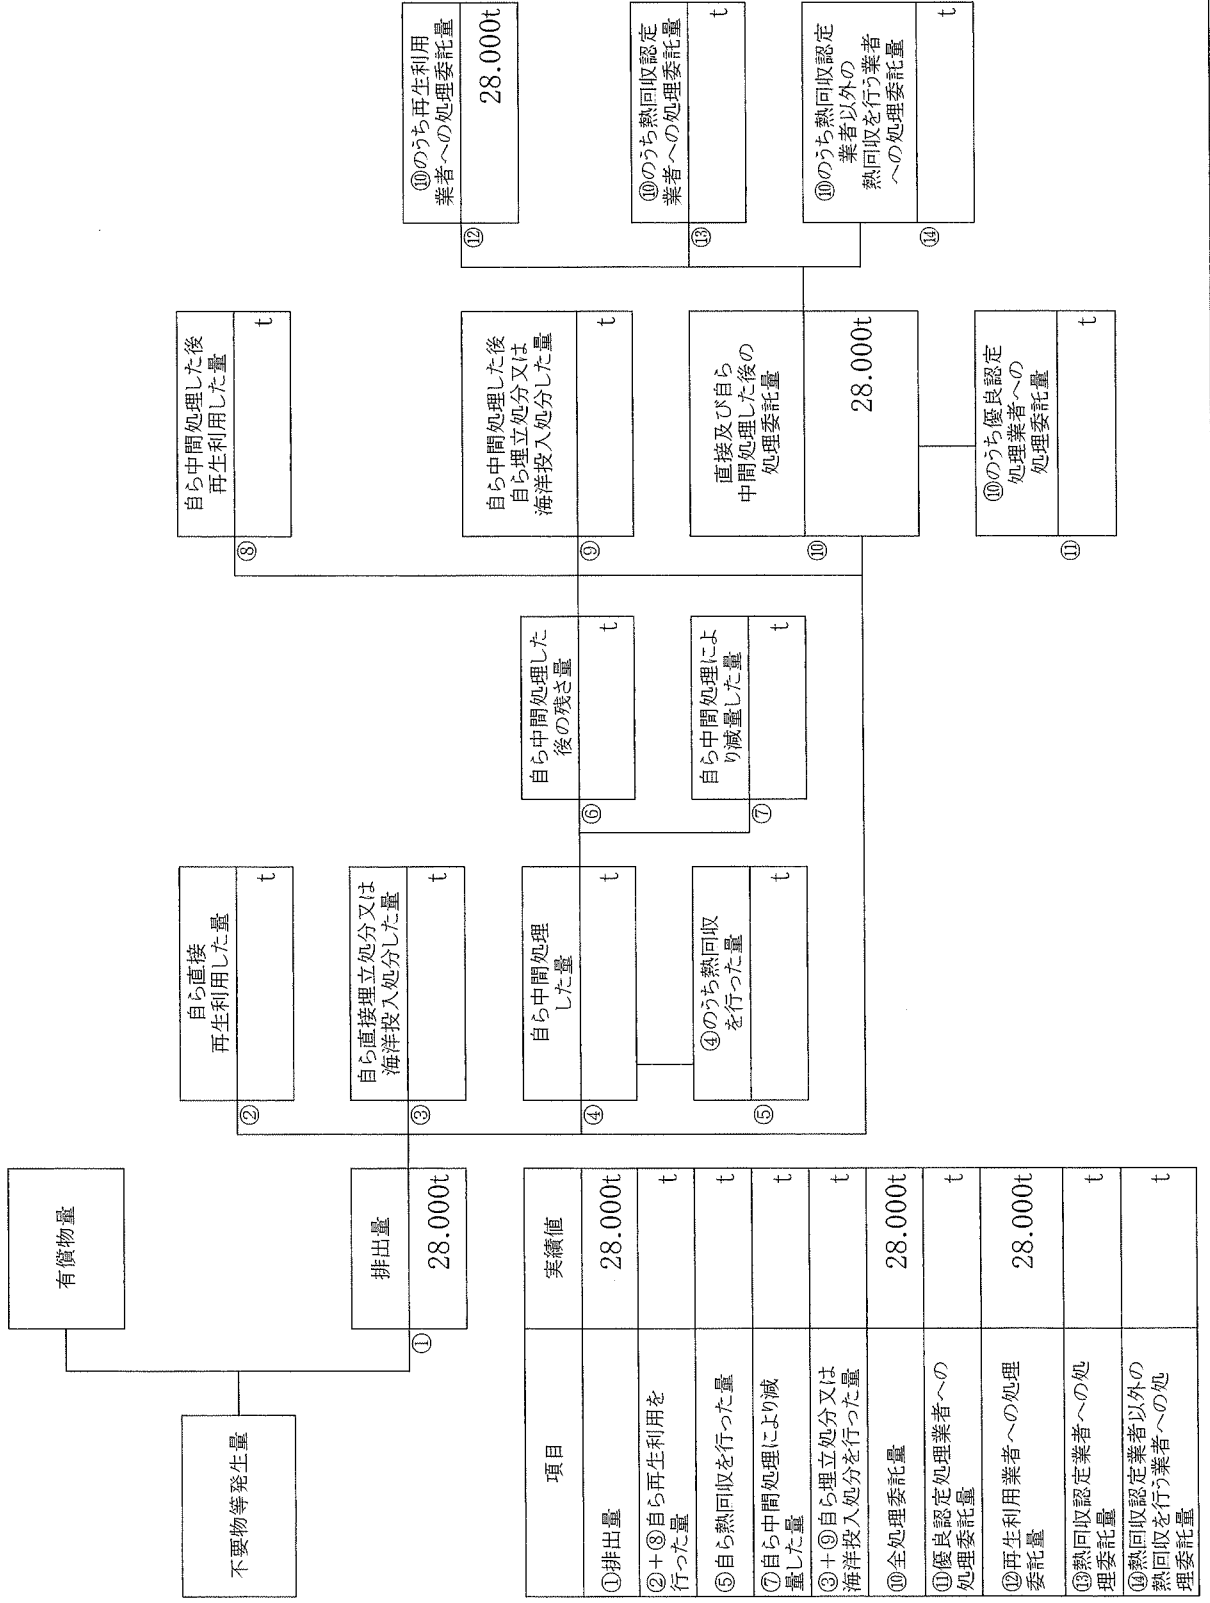 不要物等発生量
有償物量
排出量
①
28.000t
自ら直接
再生利用した量
②
t
自ら直接埋立処分又は
海洋投入処分した量
③
t
自ら中間処理
した量
④
t
④のうち熱回収
を行った量
⑤
t
自ら中間処理した
後の残さ量
⑥
t
自ら中間処理によ
り減量した量
⑦
t
自ら中間処理した後
再生利用した量
⑧
t
自ら中間処理した後
自ら埋立処分又は
海洋投入処分した量
⑨
t
直接及び自ら
中間処理した後の
処理委託量
⑩
28.000t
⑩のうち優良認定
処理業者への
処理委託量
⑪
t
⑩のうち再生利用
業者への処理委託量
⑫
28.000t
⑩のうち熱回収認定
業者への処理委託量
⑬
t
⑩のうち熱回収認定
業者以外の
熱回収を行う業者
への処理委託量
⑭
t
項目 実績値
①排出量 28.000t
②+⑧自ら再生利用を
行った量 t
⑤自ら熱回収を行った量 t
⑦自ら中間処理により減
量した量 t
③+⑨自ら埋立処分又は
海洋投入処分を行った量 t
⑩全処理委託量 28.000t
⑪優良認定処理業者への
処理委託量 t
⑫再生利用業者への処理
委託量 28.000t
⑬熱回収認定業者への処
理委託量 t
⑭熱回収認定業者以外の
熱回収を行う業者への処
理委託量 t